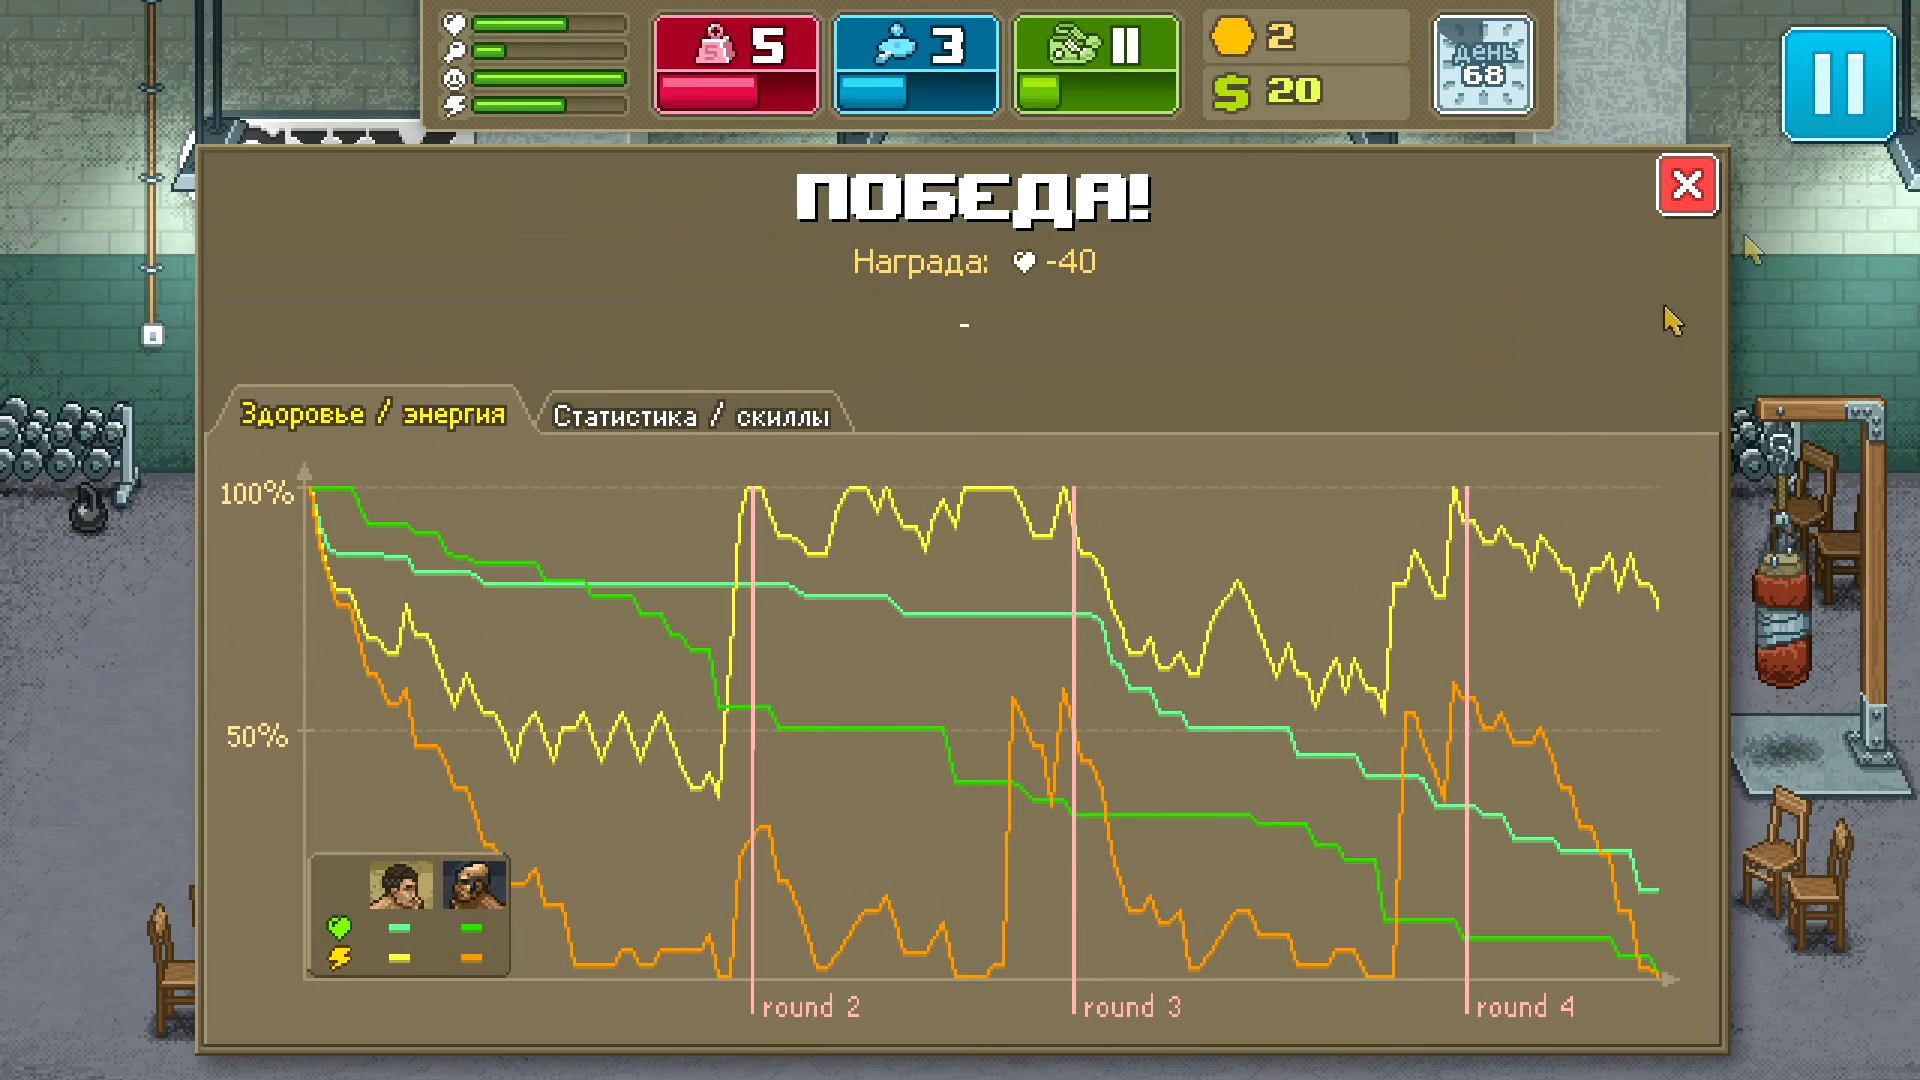 5
3
11
2
$ 20
день
68
ПОБЕДА!
Награда: -40
-
Здоровье / энергия
Статистика / скиллы
100%
50%
round 2
round 3
round 4